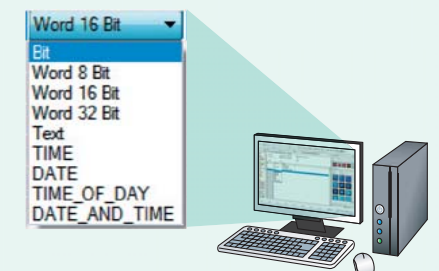 Word 16 Bit
Bit
Word 8 Bit
Word 16 Bit
Word 32 Bit
Text
TIME
DATE
TIME_OF_DAY
DATE_AND_TIME